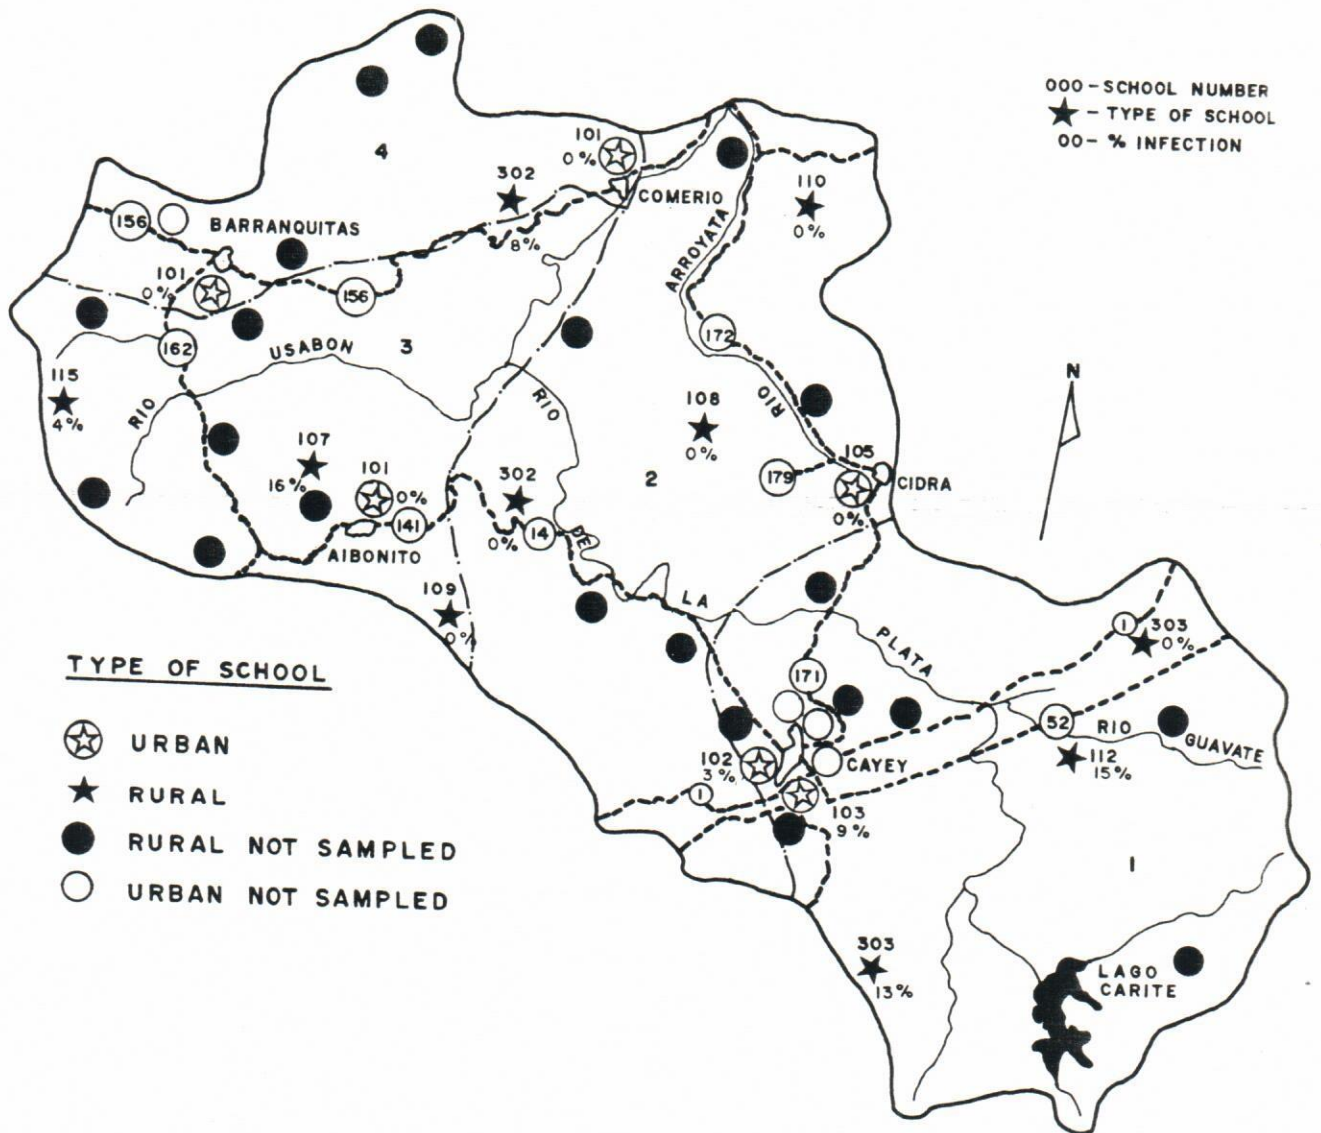 000 - SCHOOL NUMBER
★ - TYPE OF SCHOOL
00 - % INFECTION
4
101
0%
COMERIO
302
8%
110
0%
ARROYATA
RIO
156
BARRANQUITAS
101
0%
156
162
USABON
RIO
3
172
N
115
4%
107
16%
101
0%
141
AIBONITO
302
0%
14
RIO
DE
LA
PLATA
108
0%
2
179
105
0%
CIDRA
109
0%
1
303
0%
171
52
RIO
GUAVATE
112
15%
102
3%
CAYEY
1
103
9%
1
303
13%
LAGO
CARITE
TYPE OF SCHOOL
URBAN
RURAL
RURAL NOT SAMPLED
URBAN NOT SAMPLED